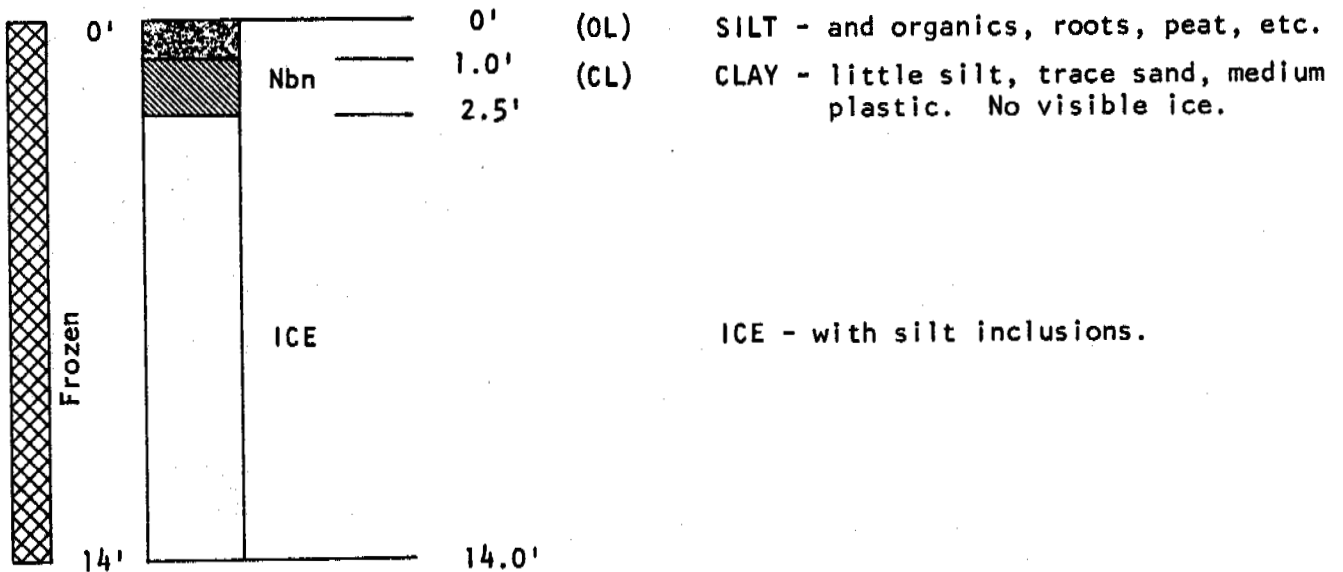 0' 0' (OL) SILT - and organics, roots, peat, etc.
Nbn 1.0' (CL) CLAY - little silt, trace sand, medium
2.5' plastic. No visible ice.
Frozen
ICE ICE - with silt inclusions.
14' 14.0'